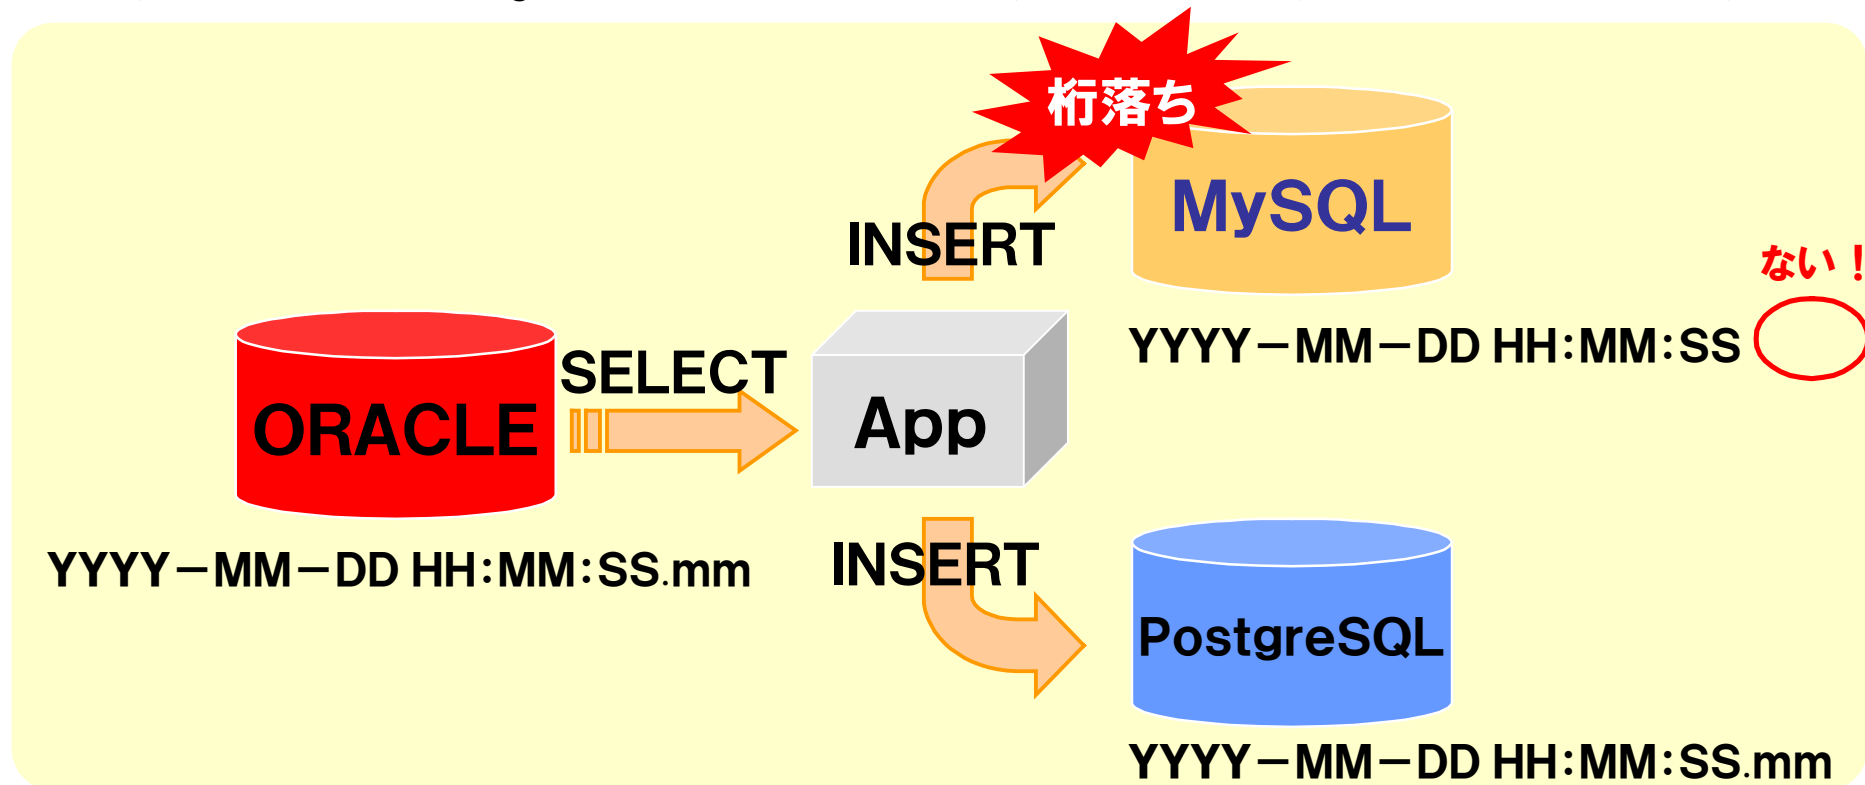 桁落ち
MySQL
INSERT
ない!
YYYY-MM-DD HH:MM:SS
SELECT
ORACLE
App
YYYY-MM-DD HH:MM:SS.mm
INSERT
PostgreSQL
YYYY-MM-DD HH:MM:SS.mm